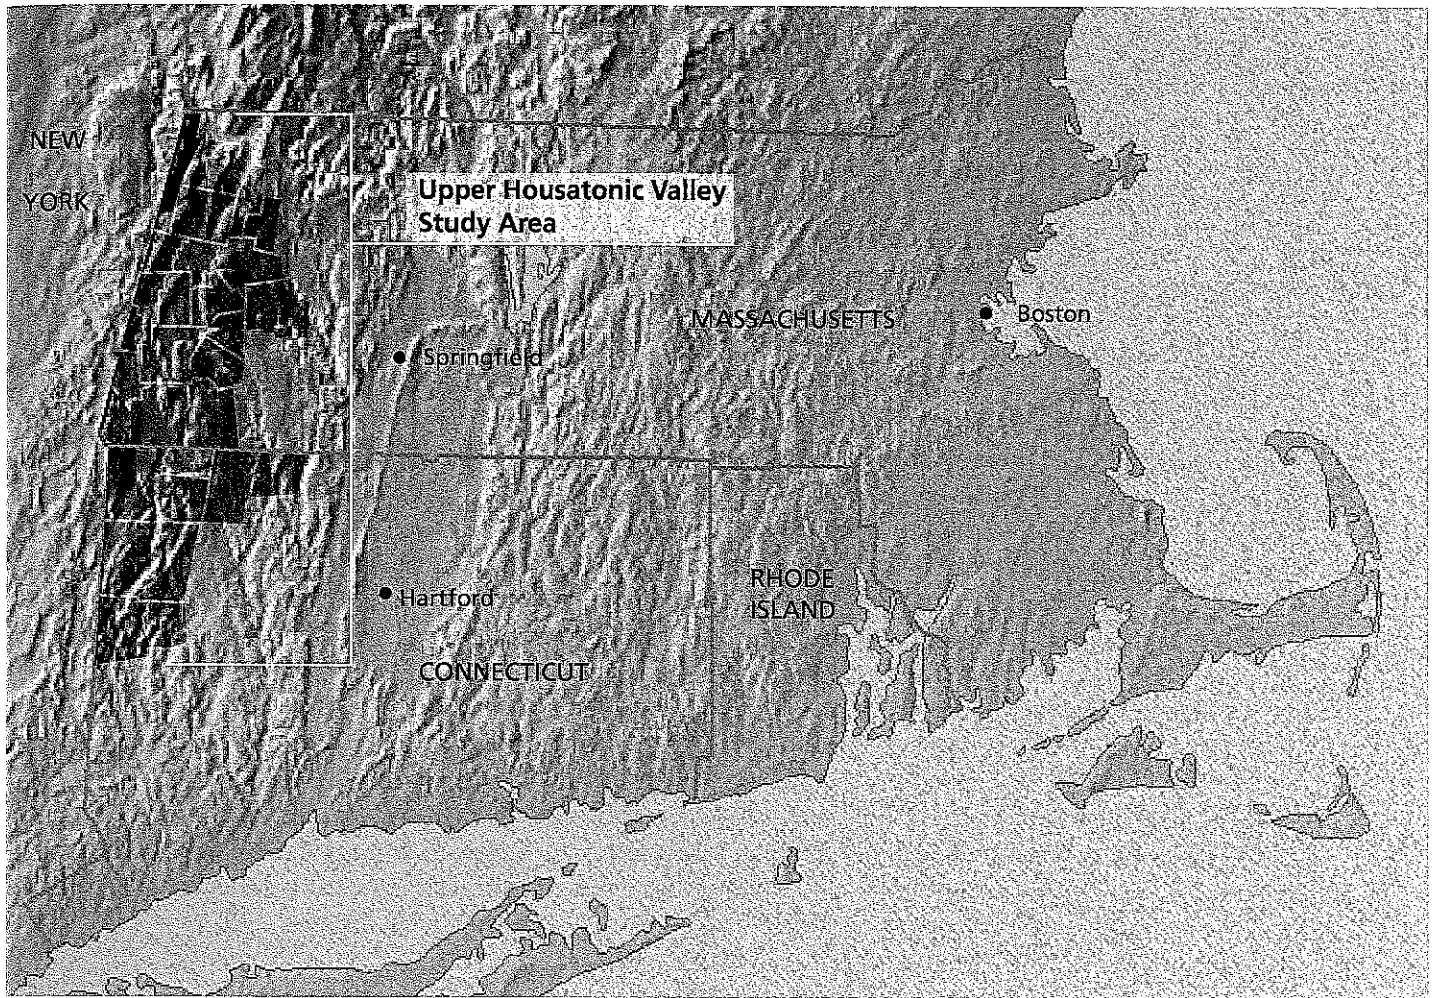 NEW
YORK
Upper Housatonic Valley
Study Area
MASSACHUSETTS
Boston
Springfield
RHODE
ISLAND
Hartford
CONNECTICUT